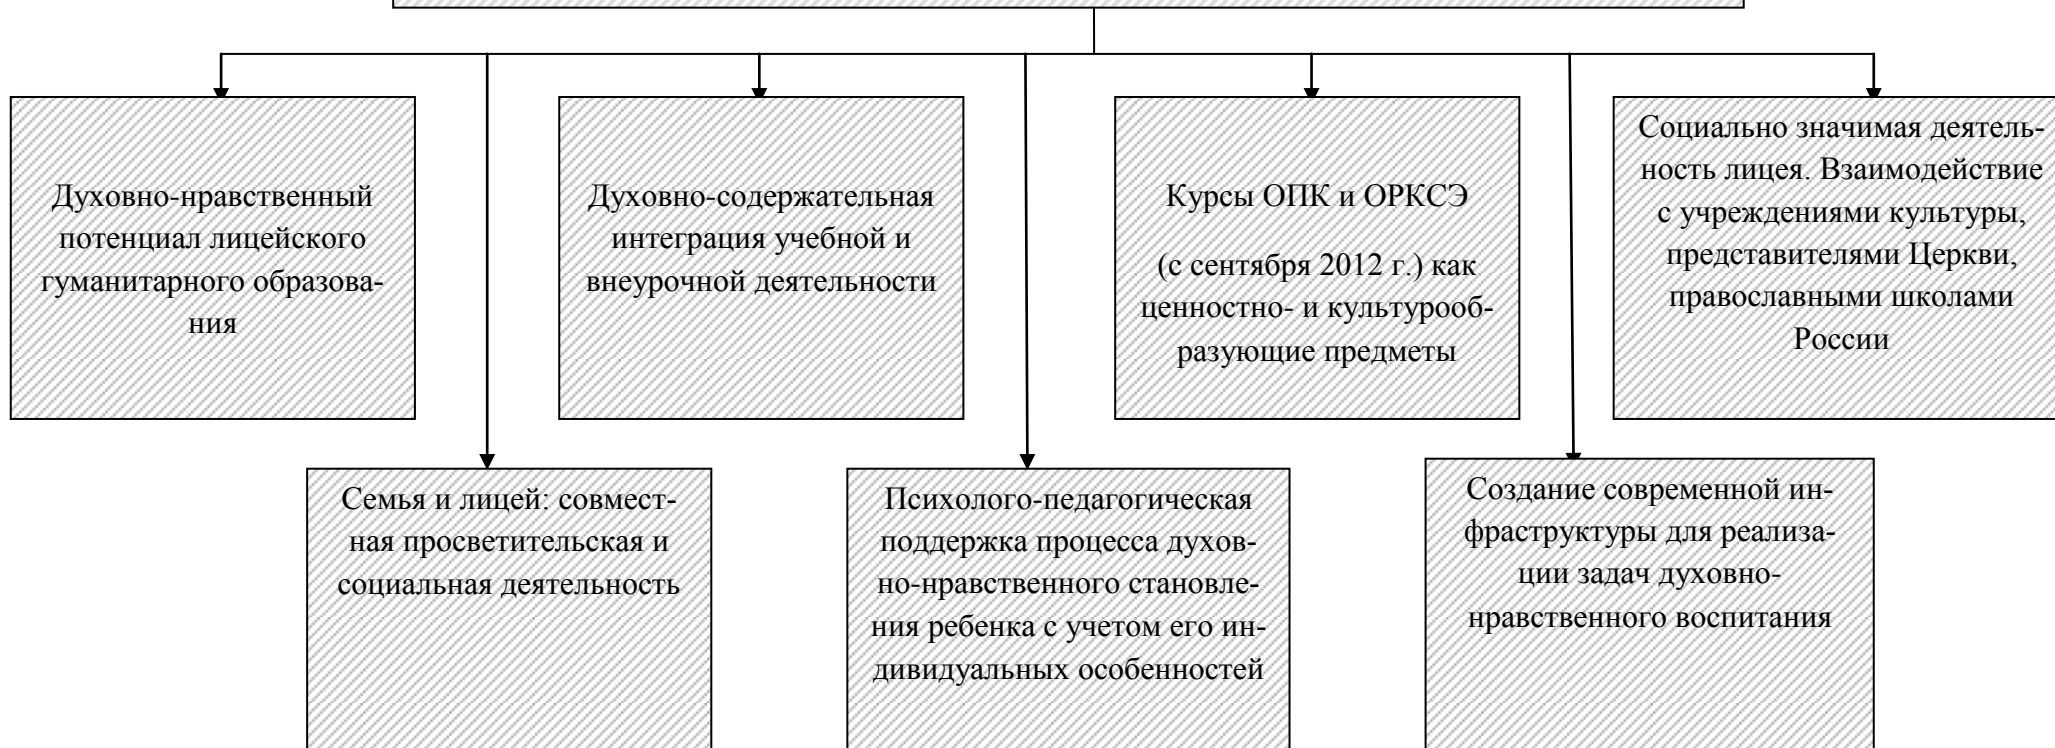 Духовно-нравственный
потенциал лицейского
гуманитарного образова-
ния
Духовно-содержательная
интеграция учебной и
внеурочной деятельности
Курсы ОПК и ОРКСЭ
(с сентября 2012 г.) как
ценностно- и культурооб-
разующие предметы
Социально значимая деятель-
ность лицея. Взаимодействие
с учреждениями культуры,
представителями Церкви,
православными школами
России
Семья и лицей: совмест-
ная просветительская и
социальная деятельность
Психолого-педагогическая
поддержка процесса духов-
но-нравственного становле-
ния ребенка с учетом его ин-
дивидуальных особенностей
Создание современной ин-
фраструктуры для реализа-
ции задач духовно-
нравственного воспитания